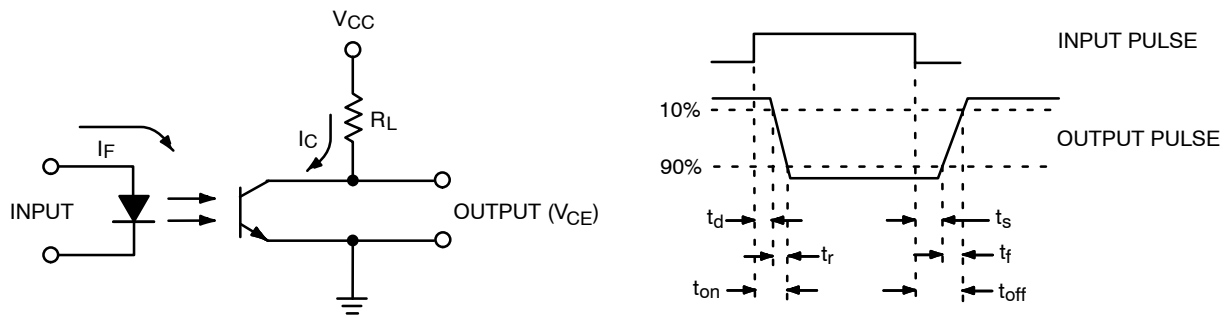 VCC
RL
IC
IF
INPUT
OUTPUT (VCE)
INPUT PULSE
10%
OUTPUT PULSE
90%
td
ts
tr
tf
ton
toff